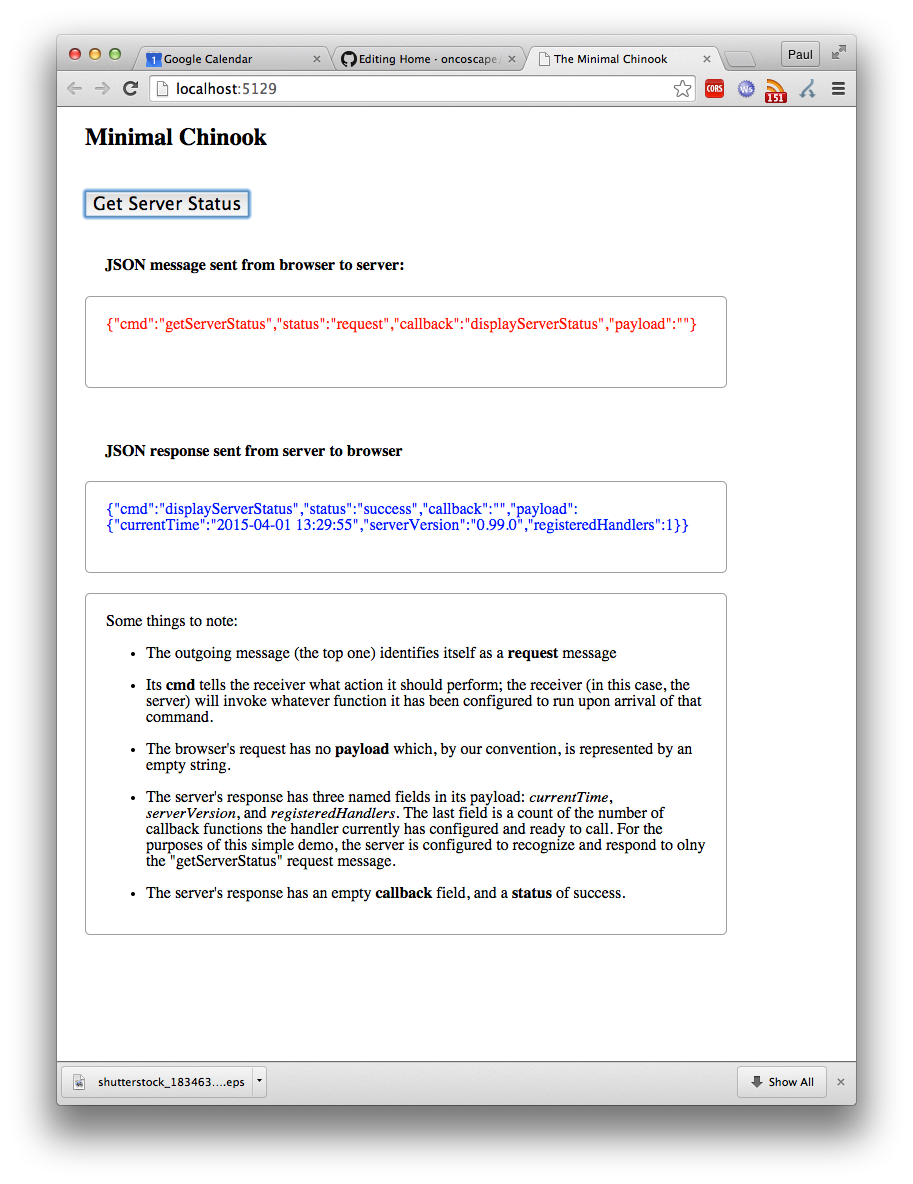 Google Calendar
Editing Home - oncoscape
The Minimal Chinook
Paul
localhost:5129
CORS
Ws
151
Minimal Chinook
Get Server Status
JSON message sent from browser to server:
{"cmd":"getServerStatus","status":"request","callback":"displayServerStatus","payload":""}
JSON response sent from server to browser
{"cmd":"displayServerStatus","status":"success","callback":"","payload":
{"currentTime":"2015-04-01 13:29:55","serverVersion":"0.99.0","registeredHandlers":1}}
Some things to note:
• The outgoing message (the top one) identifies itself as a request message
• Its cmd tells the receiver what action it should perform; the receiver (in this case, the
server) will invoke whatever function it has been configured to run upon arrival of that
command.
• The browser's request has no payload which, by our convention, is represented by an
empty string.
• The server's response has three named fields in its payload: currentTime,
serverVersion, and registeredHandlers. The last field is a count of the number of
callback functions the handler currently has configured and ready to call. For the
purposes of this simple demo, the server is configured to recognize and respond to olny
the "getServerStatus" request message.
• The server's response has an empty callback field, and a status of success.
shutterstock_183463....eps
Show All